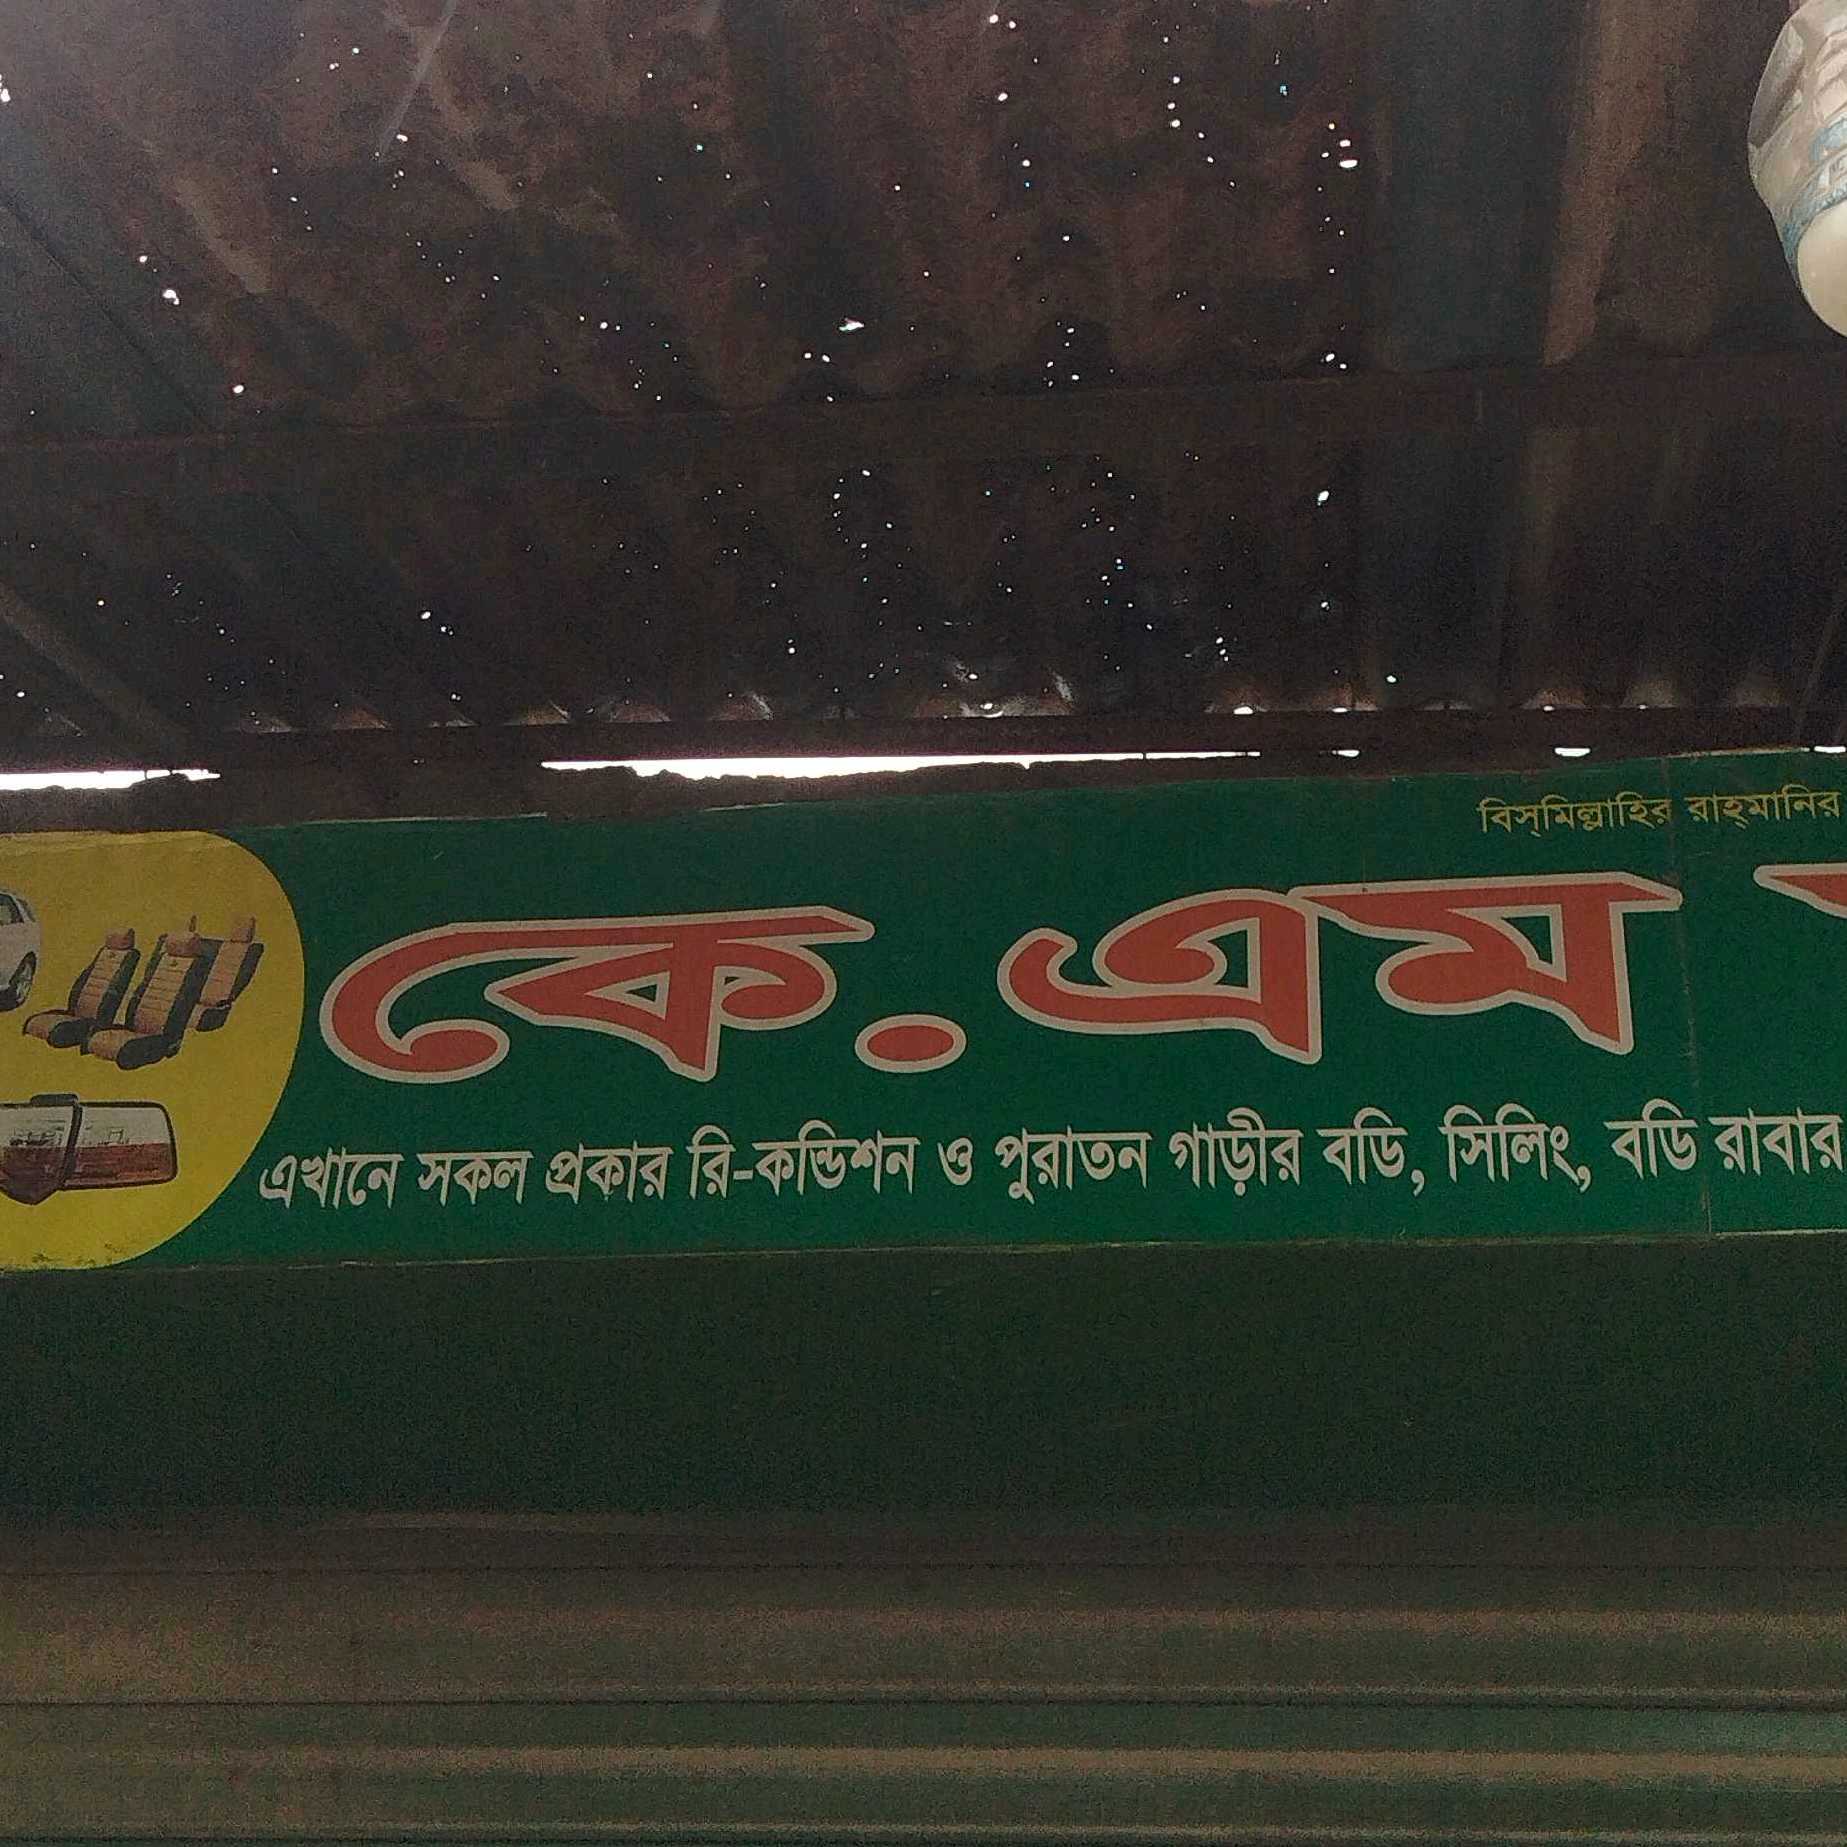 বিস্‌মিল্লাহির রাহ্‌মানির
কে. এম
এখানে সকল প্রকার রি-কন্ডিশন ও পুরাতন গাড়ীর বডি, সিলিং, বডি রাবার